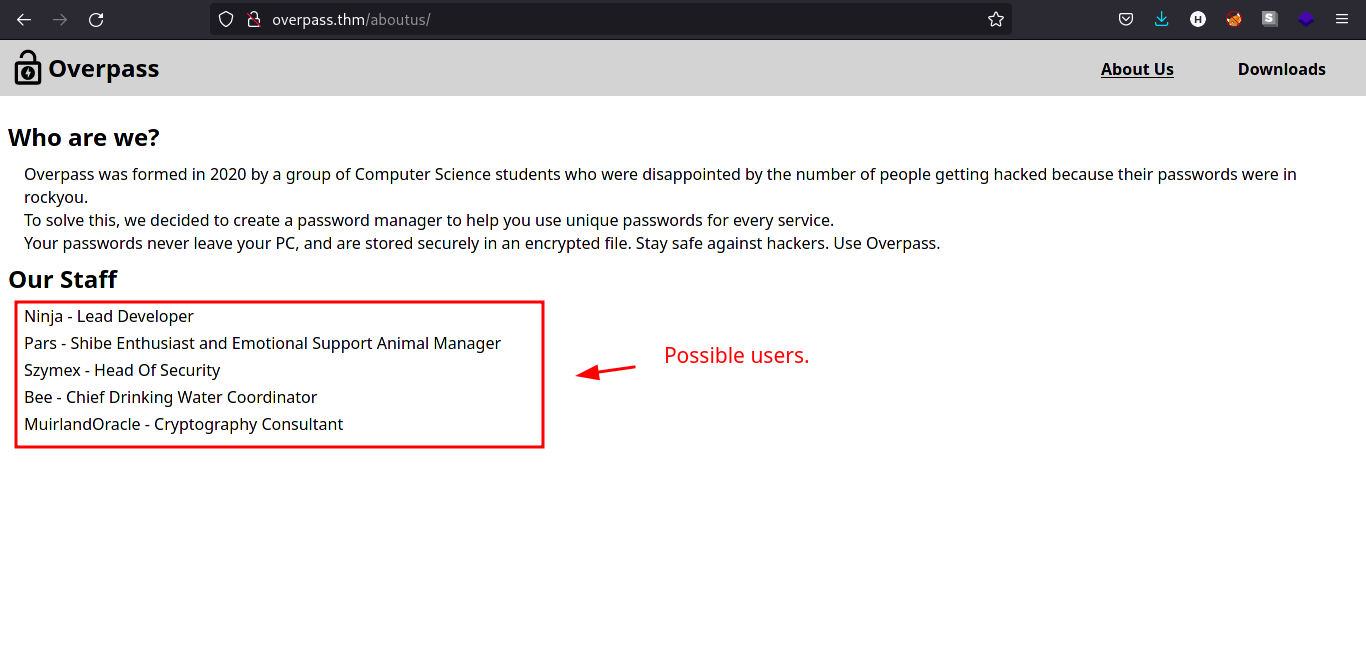 overpass.thm/aboutus/
H
S
Overpass
About Us
Downloads
Who are we?
Overpass was formed in 2020 by a group of Computer Science students who were disappointed by the number of people getting hacked because their passwords were in
rockyou.
To solve this, we decided to create a password manager to help you use unique passwords for every service.
Your passwords never leave your PC, and are stored securely in an encrypted file. Stay safe against hackers. Use Overpass.
Our Staff
Ninja - Lead Developer
Pars - Shibe Enthusiast and Emotional Support Animal Manager
Possible users.
Szymex - Head Of Security
Bee - Chief Drinking Water Coordinator
MuirlandOracle - Cryptography Consultant